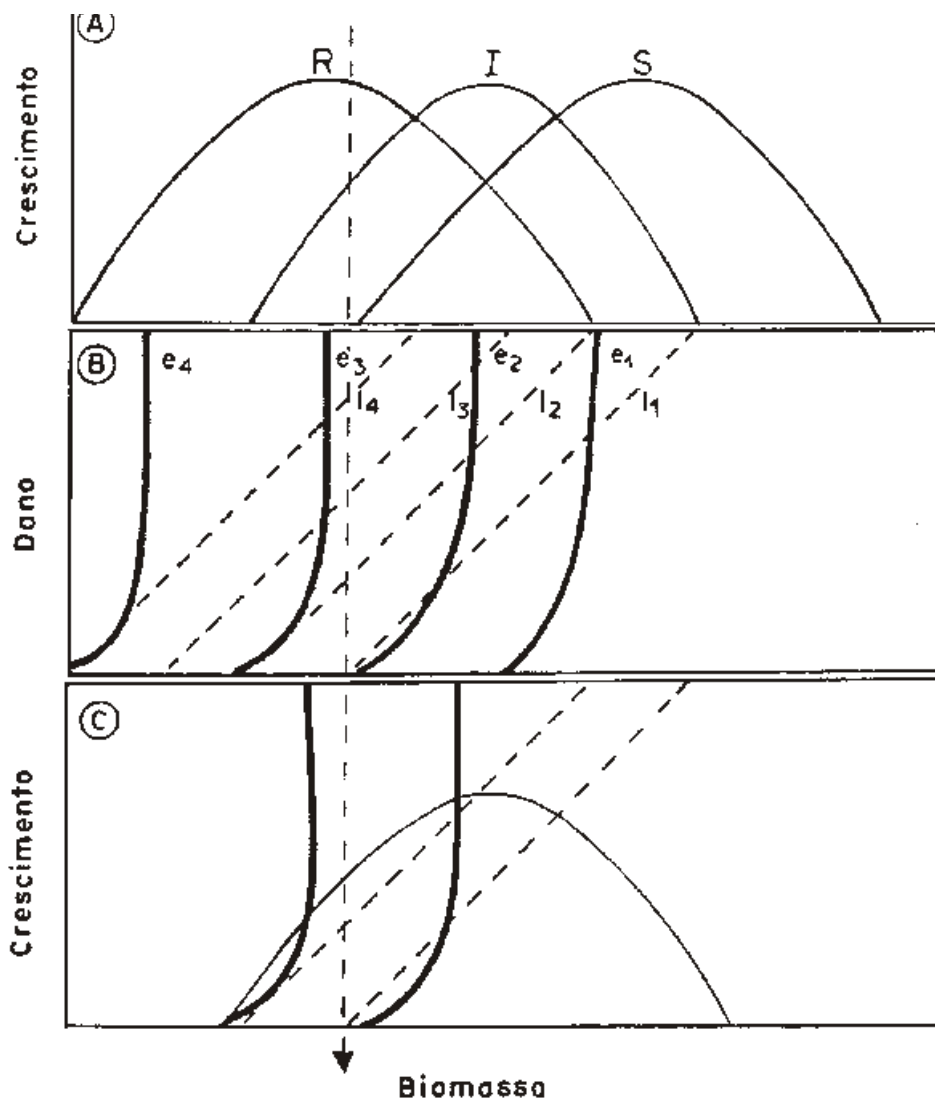 A
Crescimento
R I S
B
Dano
e4 e3 e2 e1
I4 I3 I2 I1
C
Crescimento
Biomassa